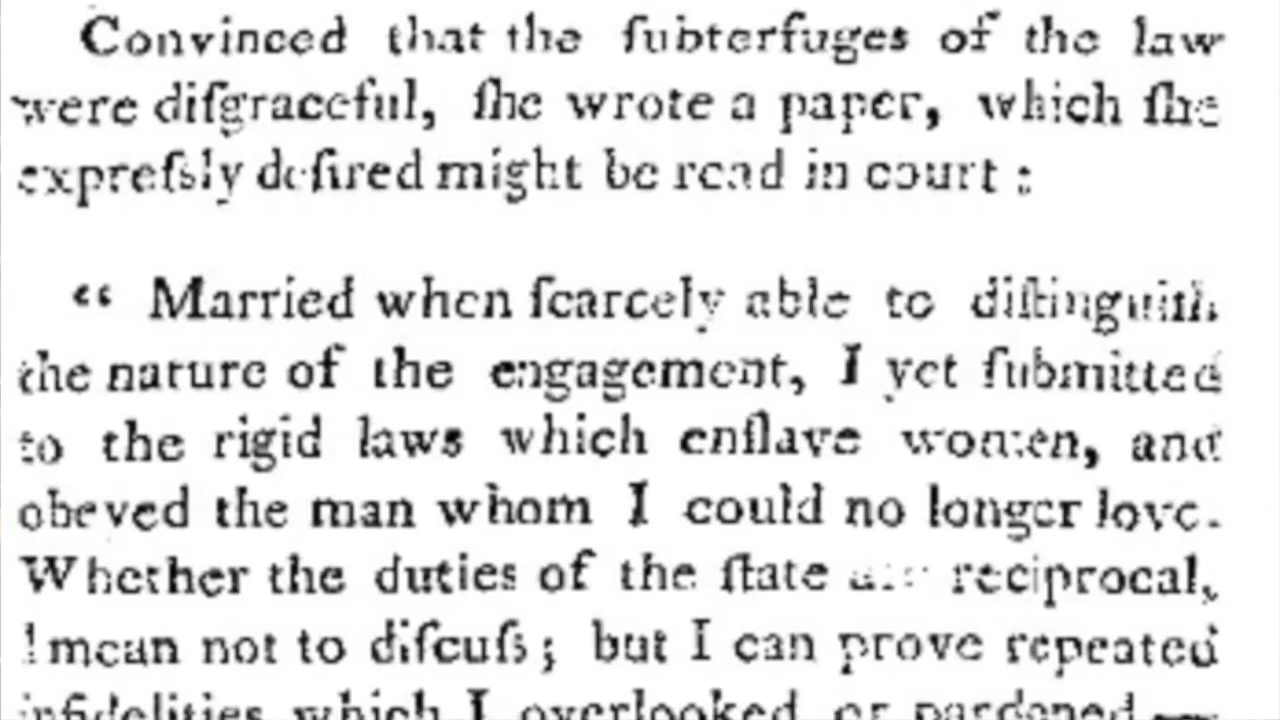 Convinced that the ſubterfuges of the law
were diſgraceful, ſhe wrote a paper, which ſhe
expreſsly deſired might be read in court :
“ Married when ſcarcely able to diſtinguiſh
the nature of the engagement, I yet ſubmitted
to the rigid laws which enſlave women, and
obeyed the man whom I could no longer love.
Whether the duties of the ſtate are reciprocal,
I mean not to diſcuſs ; but I can prove repeated
infidelities which I overlooked or pardoned. —